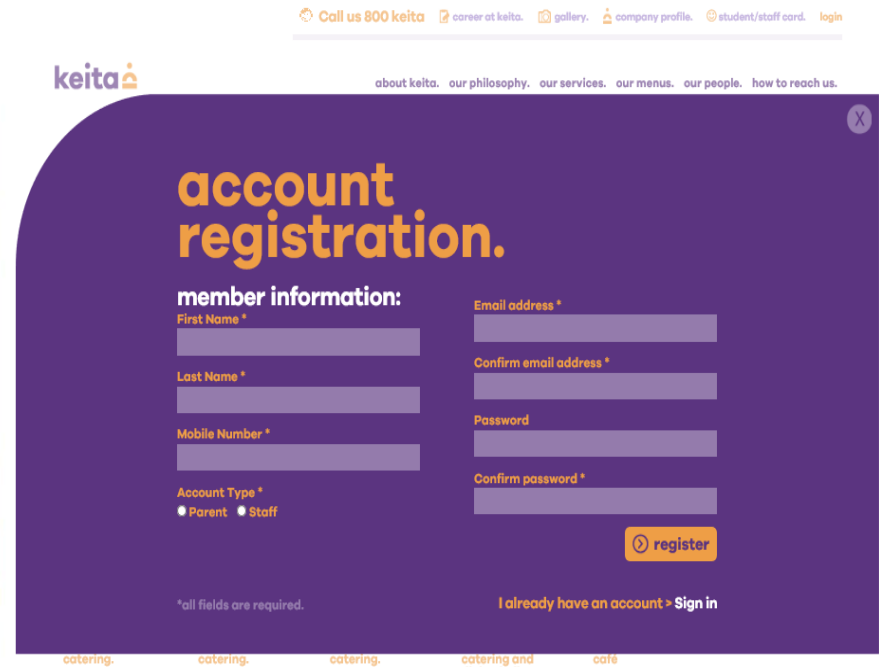 Call us 800 keita career at keita. gallery. company profile. student/staff card. login
keita
about keita. our philosophy. our services. our menus. our people. how to reach us.
X
account
registration.
member information:
First Name *
Last Name *
Mobile Number *
Account Type *
Parent Staff
Email address *
Confirm email address *
Password
Confirm password *
register
*all fields are required.
I already have an account > Sign in
catering. catering. catering. catering and café